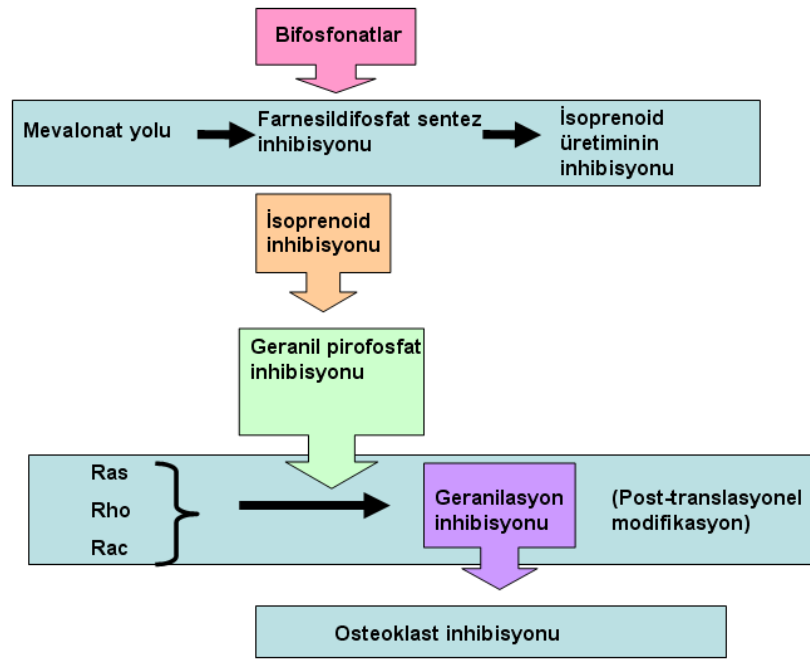 Bifosfonatlar
Mevalonat yolu
Farnesildifosfat sentez
inhibisyonu
İsoprenoid
üretiminin
inhibisyonu
İsoprenoid
inhibisyonu
Geranil pirofosfat
inhibisyonu
Ras
Rho
Rac
Geranilasyon
inhibisyonu
(Post-translasyonel
modifikasyon)
Osteoklast inhibisyonu